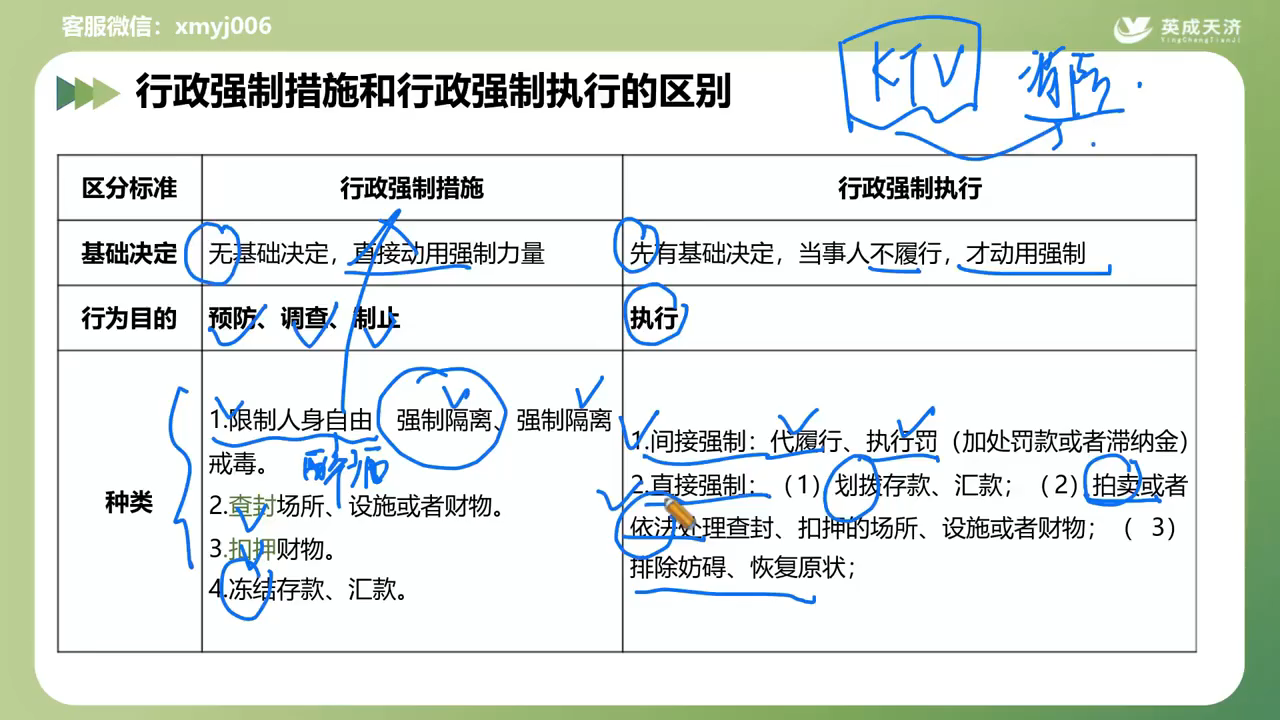 客服微信：xmyj006
英成天济
YingChengTianJi
KTV 消防
行政强制措施和行政强制执行的区别
区分标准
行政强制措施
行政强制执行
基础决定
无基础决定，直接动用强制力量
先有基础决定，当事人不履行，才动用强制
行为目的
预防、调查、制止
执行
种类
1.限制人身自由 强制隔离、强制隔离
戒毒。
2.查封场所、设施或者财物。
3.扣押财物。
4.冻结存款、汇款。
1.间接强制：代履行、执行罚（加处罚款或者滞纳金）
2.直接强制：（1）划拨存款、汇款；（2）拍卖或者
依法处理查封、扣押的场所、设施或者财物；（ 3）
排除妨碍、恢复原状；